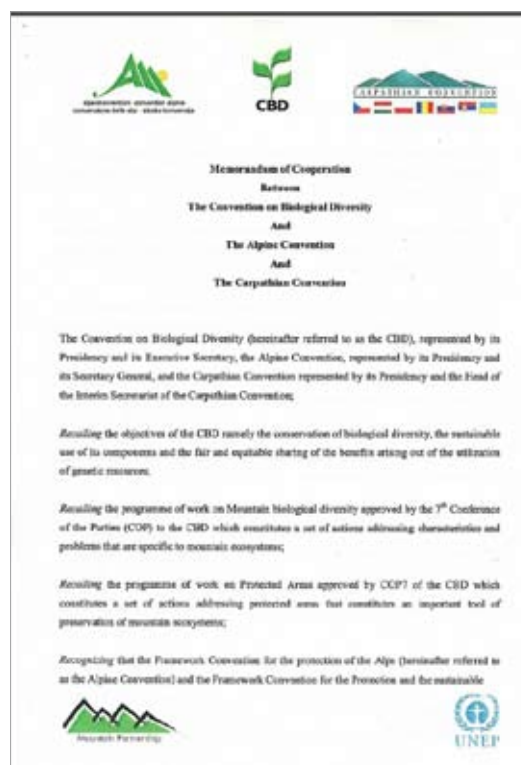 CBD
CARPATHIAN CONVENTION
Memorandum of Cooperation
Between
The Convention on Biological Diversity
And
The Alpine Convention
And
The Carpathian Convention
The Convention on Biological Diversity (hereinafter referred to as the CBD), represented by its
Presidency and its Executive Secretary, the Alpine Convention, represented by its Presidency and
its Secretary General, and the Carpathian Convention represented by its Presidency and the Head of
the Interim Secretariat of the Carpathian Convention;
Recalling the objectives of the CBD namely the conservation of biological diversity, the sustainable
use of its components and the fair and equitable sharing of the benefits arising out of the utilization
of genetic resources;
Recalling the programme of work on Mountain biological diversity approved by the 7th Conference
of the Parties (COP) to the CBD which constitutes a set of actions addressing characteristics and
problems that are specific to mountain ecosystems;
Recalling the programme of work on Protected Areas approved by COP7 of the CBD which
constitutes a set of actions addressing protected areas that constitutes an important tool of
preservation of mountain ecosystems;
Recognizing that the Framework Convention for the protection of the Alps (hereinafter referred to
as the Alpine Convention) and the Framework Convention for the Protection and the sustainable
Mountain Partnership
UNEP